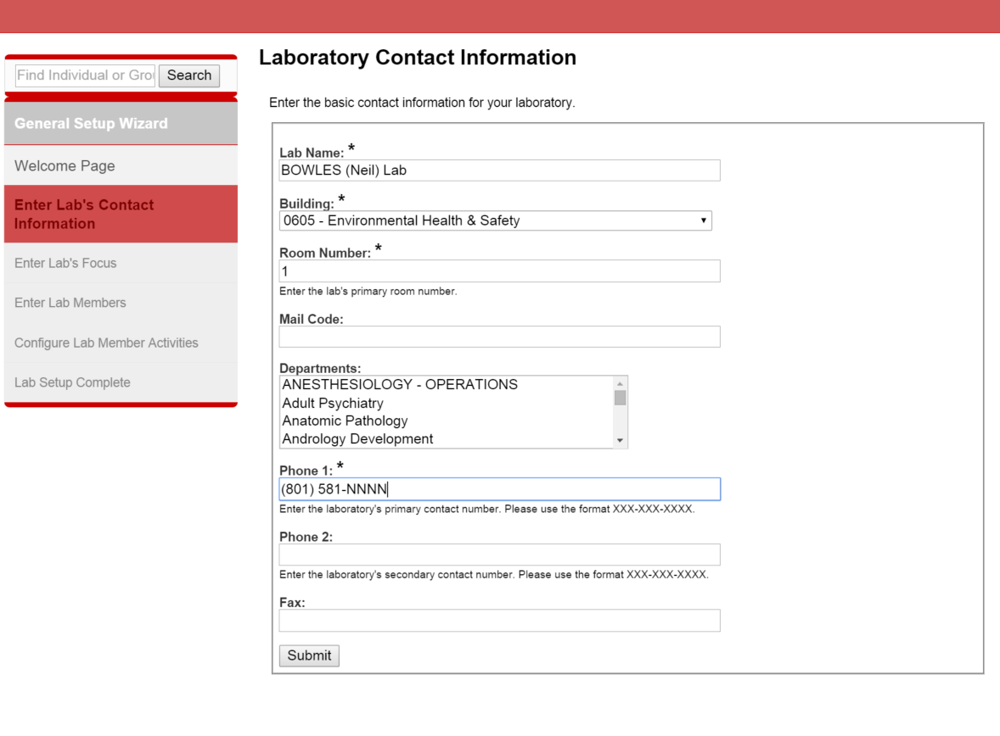 Find Individual or Gro
Search
General Setup Wizard
Welcome Page
Enter Lab's Contact
Information
Enter Lab's Focus
Enter Lab Members
Configure Lab Member Activities
Lab Setup Complete
Laboratory Contact Information
Enter the basic contact information for your laboratory.
Lab Name: *
BOWLES (Neil) Lab
Building: *
0605 - Environmental Health & Safety
Room Number: *
1
Enter the lab's primary room number.
Mail Code:
Departments:
ANESTHESIOLOGY - OPERATIONS
Adult Psychiatry
Anatomic Pathology
Andrology Development
Phone 1: *
(801) 581-NNNN
Enter the laboratory's primary contact number. Please use the format XXX-XXX-XXXX.
Phone 2:
Enter the laboratory's secondary contact number. Please use the format XXX-XXX-XXXX.
Fax:
Submit